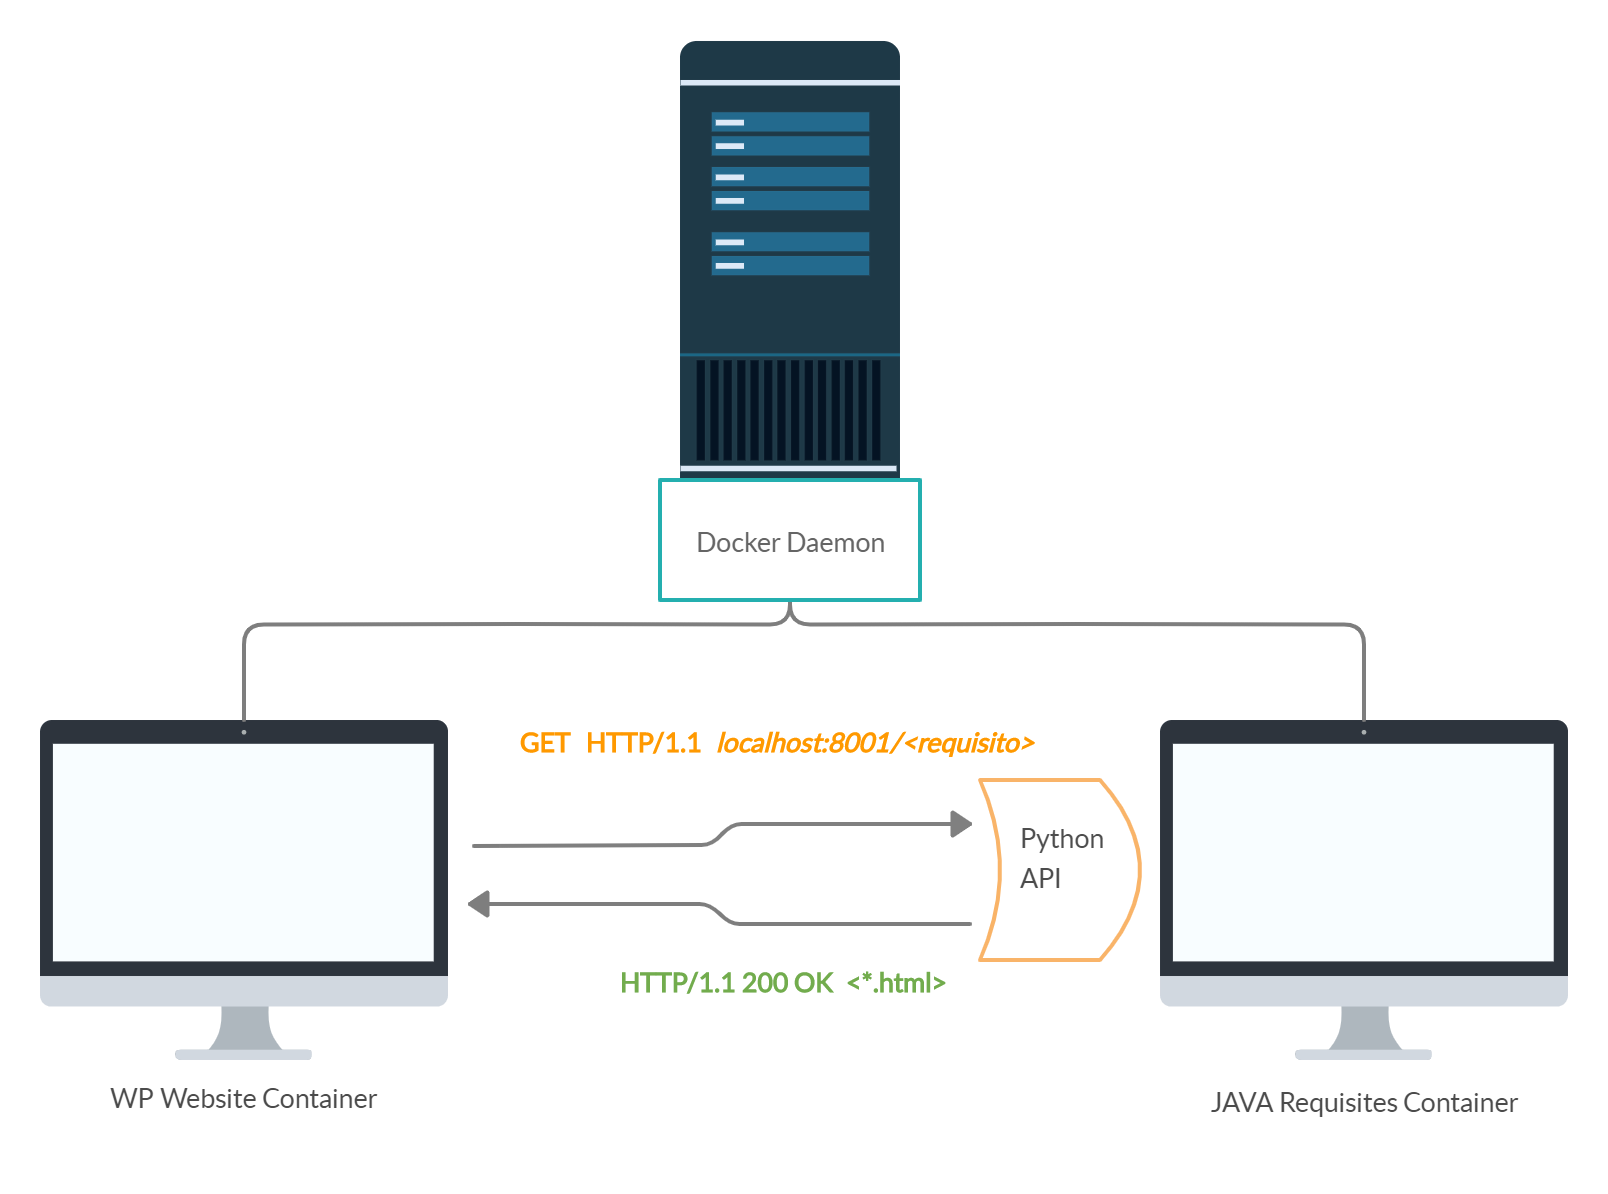 Docker Daemon
GET HTTP/1.1 localhost:8001/<requisito>
Python
API
HTTP/1.1 200 OK <*.html>
WP Website Container
JAVA Requisites Container